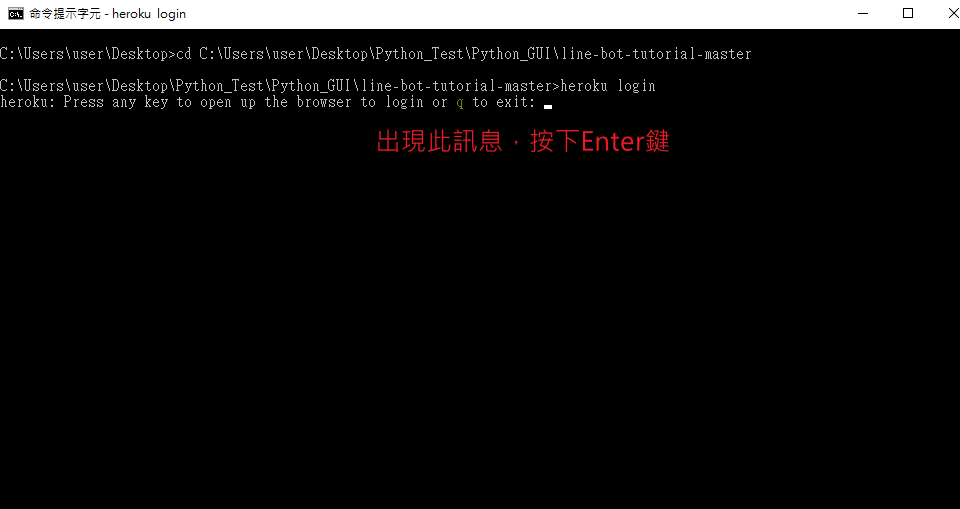 命令提示字元 - heroku login
C:\Users\user\Desktop>cd C:\Users\user\Desktop\Python_Test\Python_GUI\line-bot-tutorial-master
C:\Users\user\Desktop\Python_Test\Python_GUI\line-bot-tutorial-master>heroku login
heroku: Press any key to open up the browser to login or q to exit:
出現此訊息，按下Enter鍵